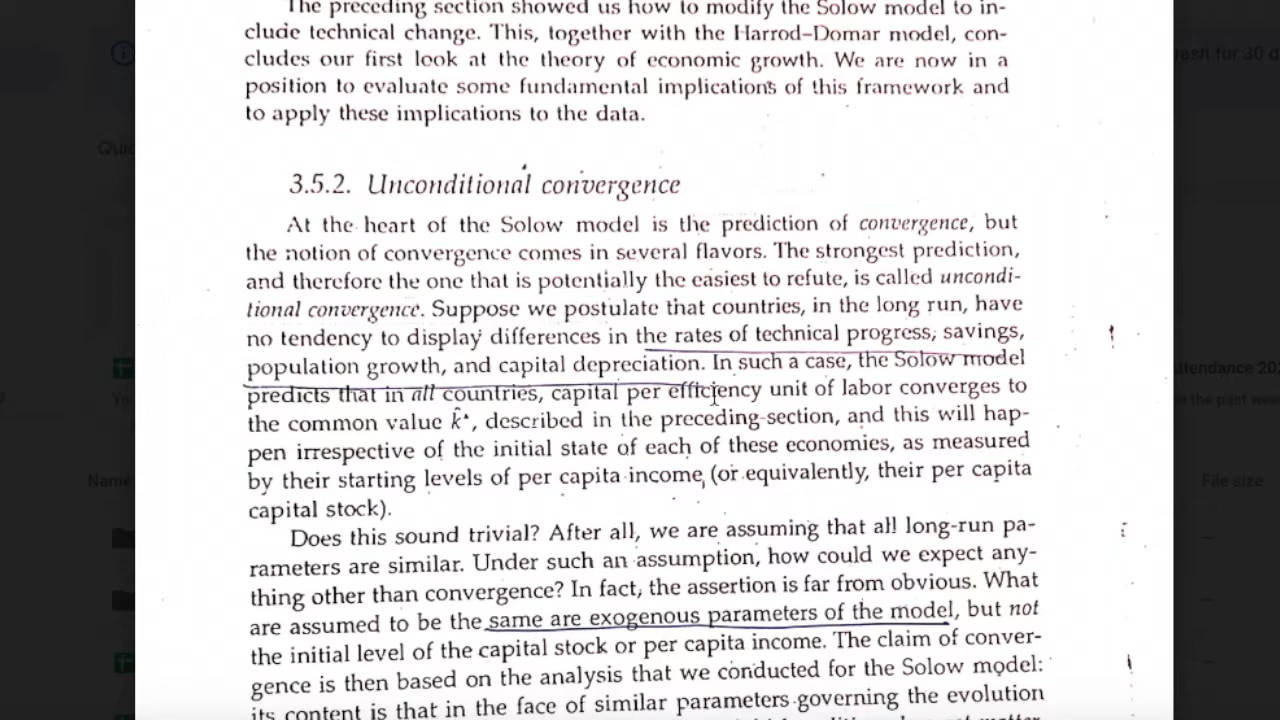 The preceding section showed us how to modify the Solow model to in-
clude technical change. This, together with the Harrod–Domar model, con-
cludes our first look at the theory of economic growth. We are now in a
position to evaluate some fundamental implications of this framework and
to apply these implications to the data.
3.5.2. Unconditional convergence
At the heart of the Solow model is the prediction of convergence, but
the notion of convergence comes in several flavors. The strongest prediction,
and therefore the one that is potentially the easiest to refute, is called uncondi-
tional convergence. Suppose we postulate that countries, in the long run, have
no tendency to display differences in the rates of technical progress, savings,
population growth, and capital depreciation. In such a case, the Solow model
predicts that in all countries, capital per efficiency unit of labor converges to
the common value k̂*, described in the preceding section, and this will hap-
pen irrespective of the initial state of each of these economies, as measured
by their starting levels of per capita income (or equivalently, their per capita
capital stock).
Does this sound trivial? After all, we are assuming that all long-run pa-
rameters are similar. Under such an assumption, how could we expect any-
thing other than convergence? In fact, the assertion is far from obvious. What
are assumed to be the same are exogenous parameters of the model, but not
the initial level of the capital stock or per capita income. The claim of conver-
gence is then based on the analysis that we conducted for the Solow model:
its content is that in the face of similar parameters governing the evolution
Name
File size